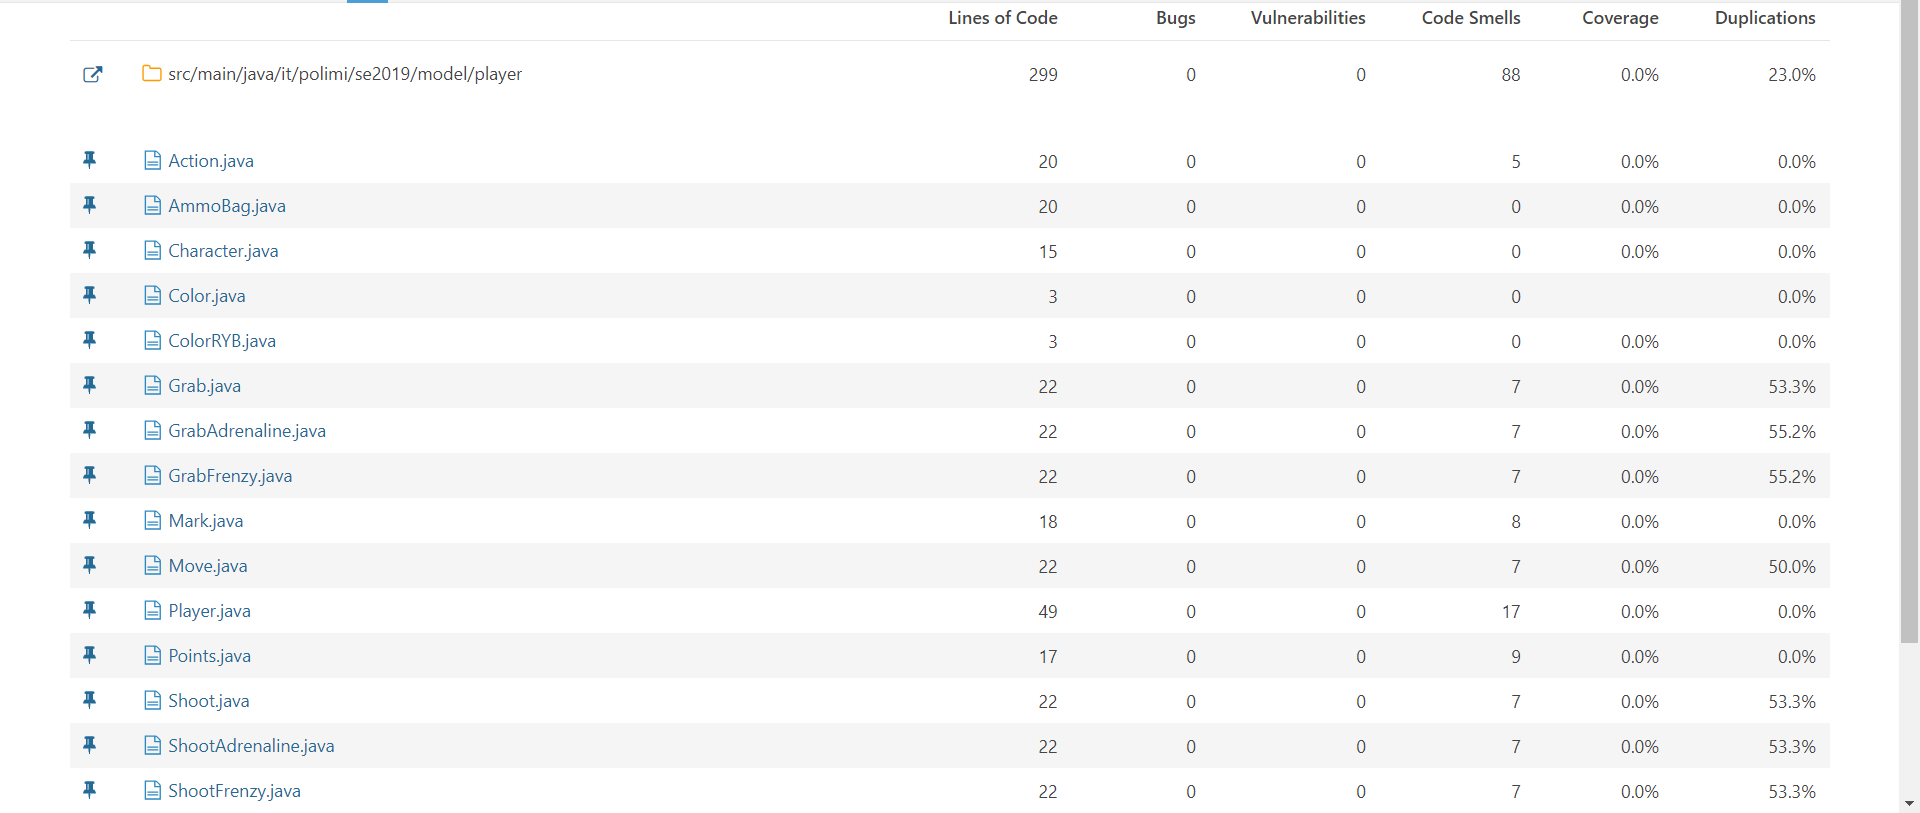 Lines of Code Bugs Vulnerabilities Code Smells Coverage Duplications
src/main/java/it/polimi/se2019/model/player 299 0 0 88 0.0% 23.0%
Action.java 20 0 0 5 0.0% 0.0%
AmmoBag.java 20 0 0 0 0.0% 0.0%
Character.java 15 0 0 0 0.0% 0.0%
Color.java 3 0 0 0 0.0%
ColorRYB.java 3 0 0 0 0.0% 0.0%
Grab.java 22 0 0 7 0.0% 53.3%
GrabAdrenaline.java 22 0 0 7 0.0% 55.2%
GrabFrenzy.java 22 0 0 7 0.0% 55.2%
Mark.java 18 0 0 8 0.0% 0.0%
Move.java 22 0 0 7 0.0% 50.0%
Player.java 49 0 0 17 0.0% 0.0%
Points.java 17 0 0 9 0.0% 0.0%
Shoot.java 22 0 0 7 0.0% 53.3%
ShootAdrenaline.java 22 0 0 7 0.0% 53.3%
ShootFrenzy.java 22 0 0 7 0.0% 53.3%